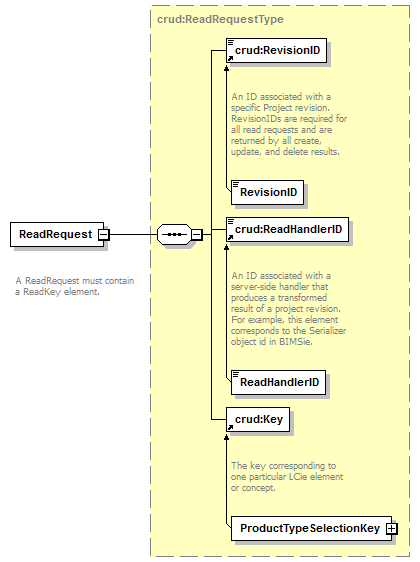 crud:ReadRequestType
crud:RevisionID
An ID associated with a
specific Project revision.
RevisionIDs are required for
all read requests and are
returned by all create,
update, and delete results.
RevisionID
ReadRequest
A ReadRequest must contain
a ReadKey element.
crud:ReadHandlerID
An ID associated with a
server-side handler that
produces a transformed
result of a project revision.
For example, this element
corresponds to the Serializer
object id in BIMSie.
ReadHandlerID
crud:Key
The key corresponding to
one particular LCie element
or concept.
ProductTypeSelectionKey